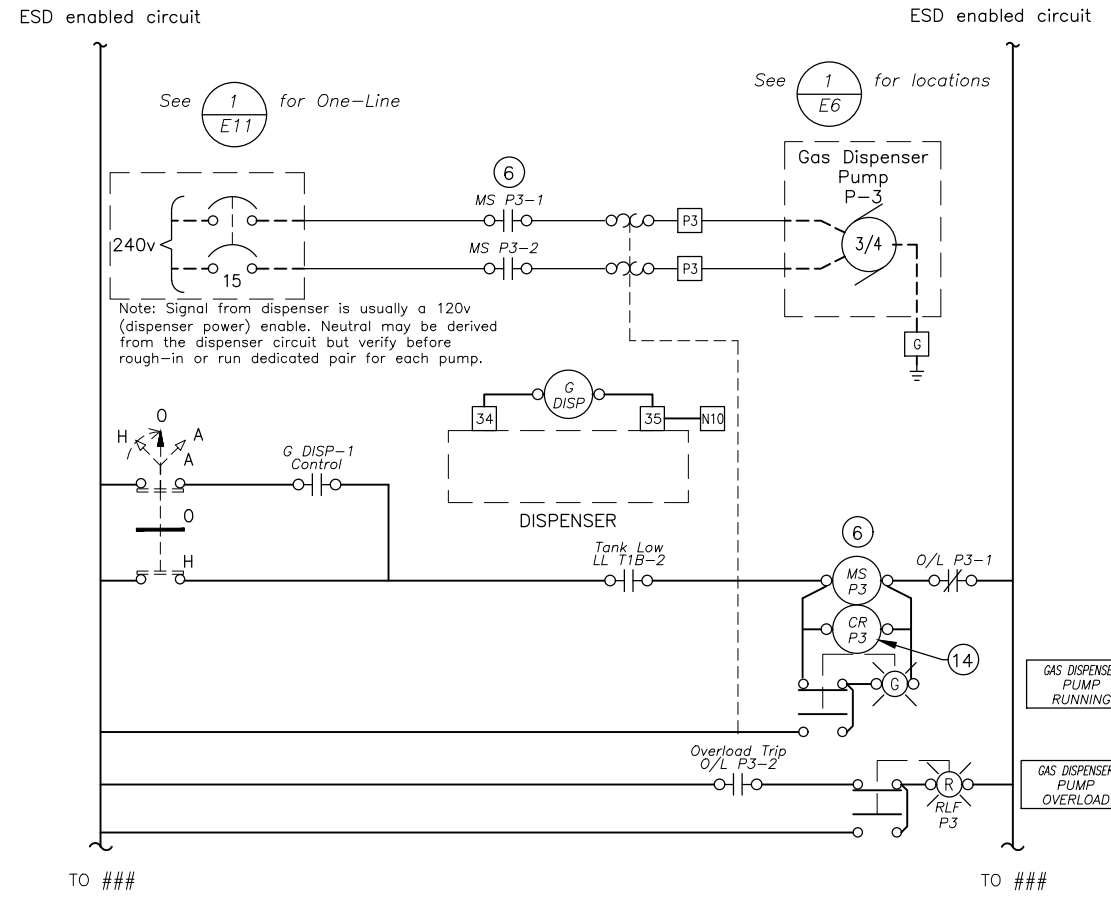 ESD enabled circuit
ESD enabled circuit
See 1 E11 for One-Line
See 1 E6 for locations
6
MS P3-1
MS P3-2
Gas Dispenser
Pump
P-3
3/4
P3
P3
G
240v
15
Note: Signal from dispenser is usually a 120v
(dispenser power) enable. Neutral may be derived
from the dispenser circuit but verify before
rough-in or run dedicated pair for each pump.
G
DISP
34
35
N10
DISPENSER
H
O
A
A
O
H
G DISP-1
Control
Tank Low
LL T1B-2
6
MS
P3
O/L P3-1
CR
P3
14
G
GAS DISPENSE
PUMP
RUNNING
Overload Trip
O/L P3-2
R
RLF
P3
GAS DISPENSER
PUMP
OVERLOAD
TO ###
TO ###